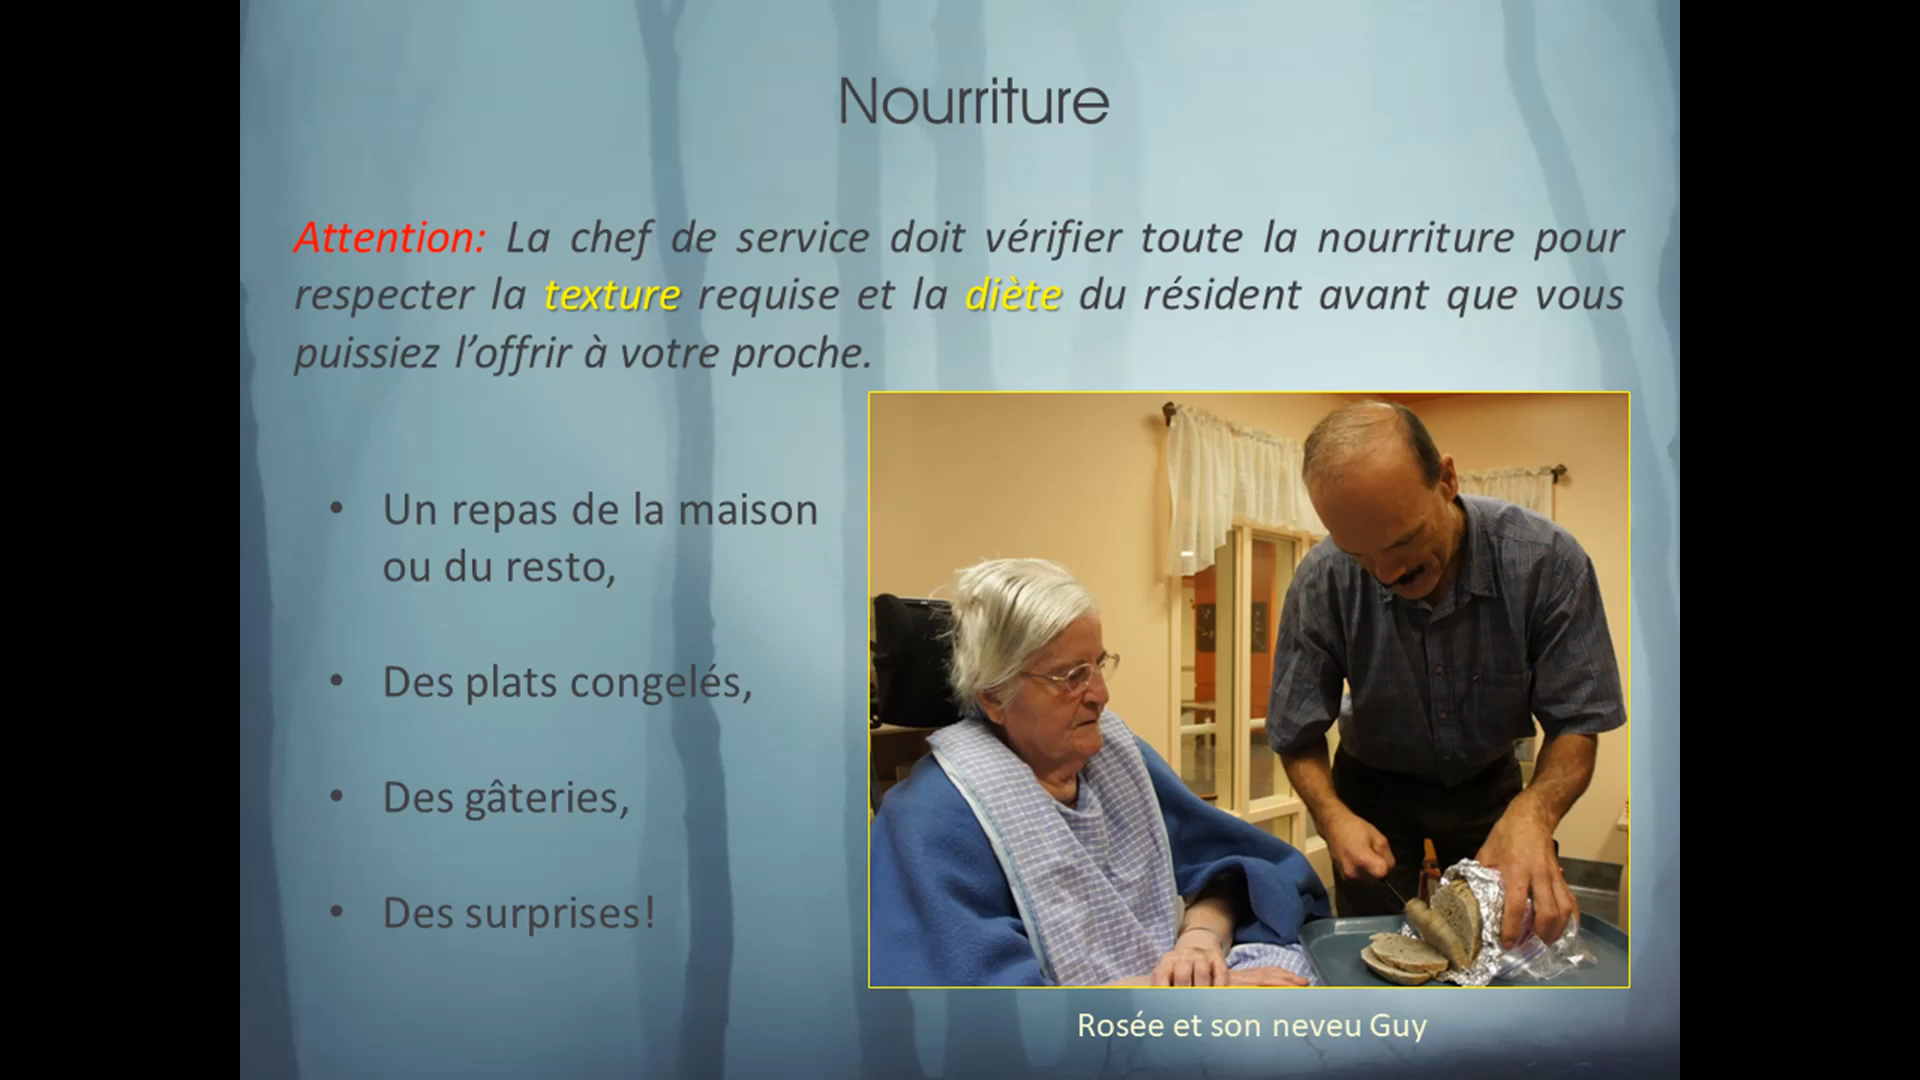 Nourriture
Attention: La chef de service doit vérifier toute la nourriture pour
respecter la texture requise et la diète du résident avant que vous
puissiez l’offrir à votre proche.
• Un repas de la maison
ou du resto,
• Des plats congelés,
• Des gâteries,
• Des surprises!
Rosée et son neveu Guy